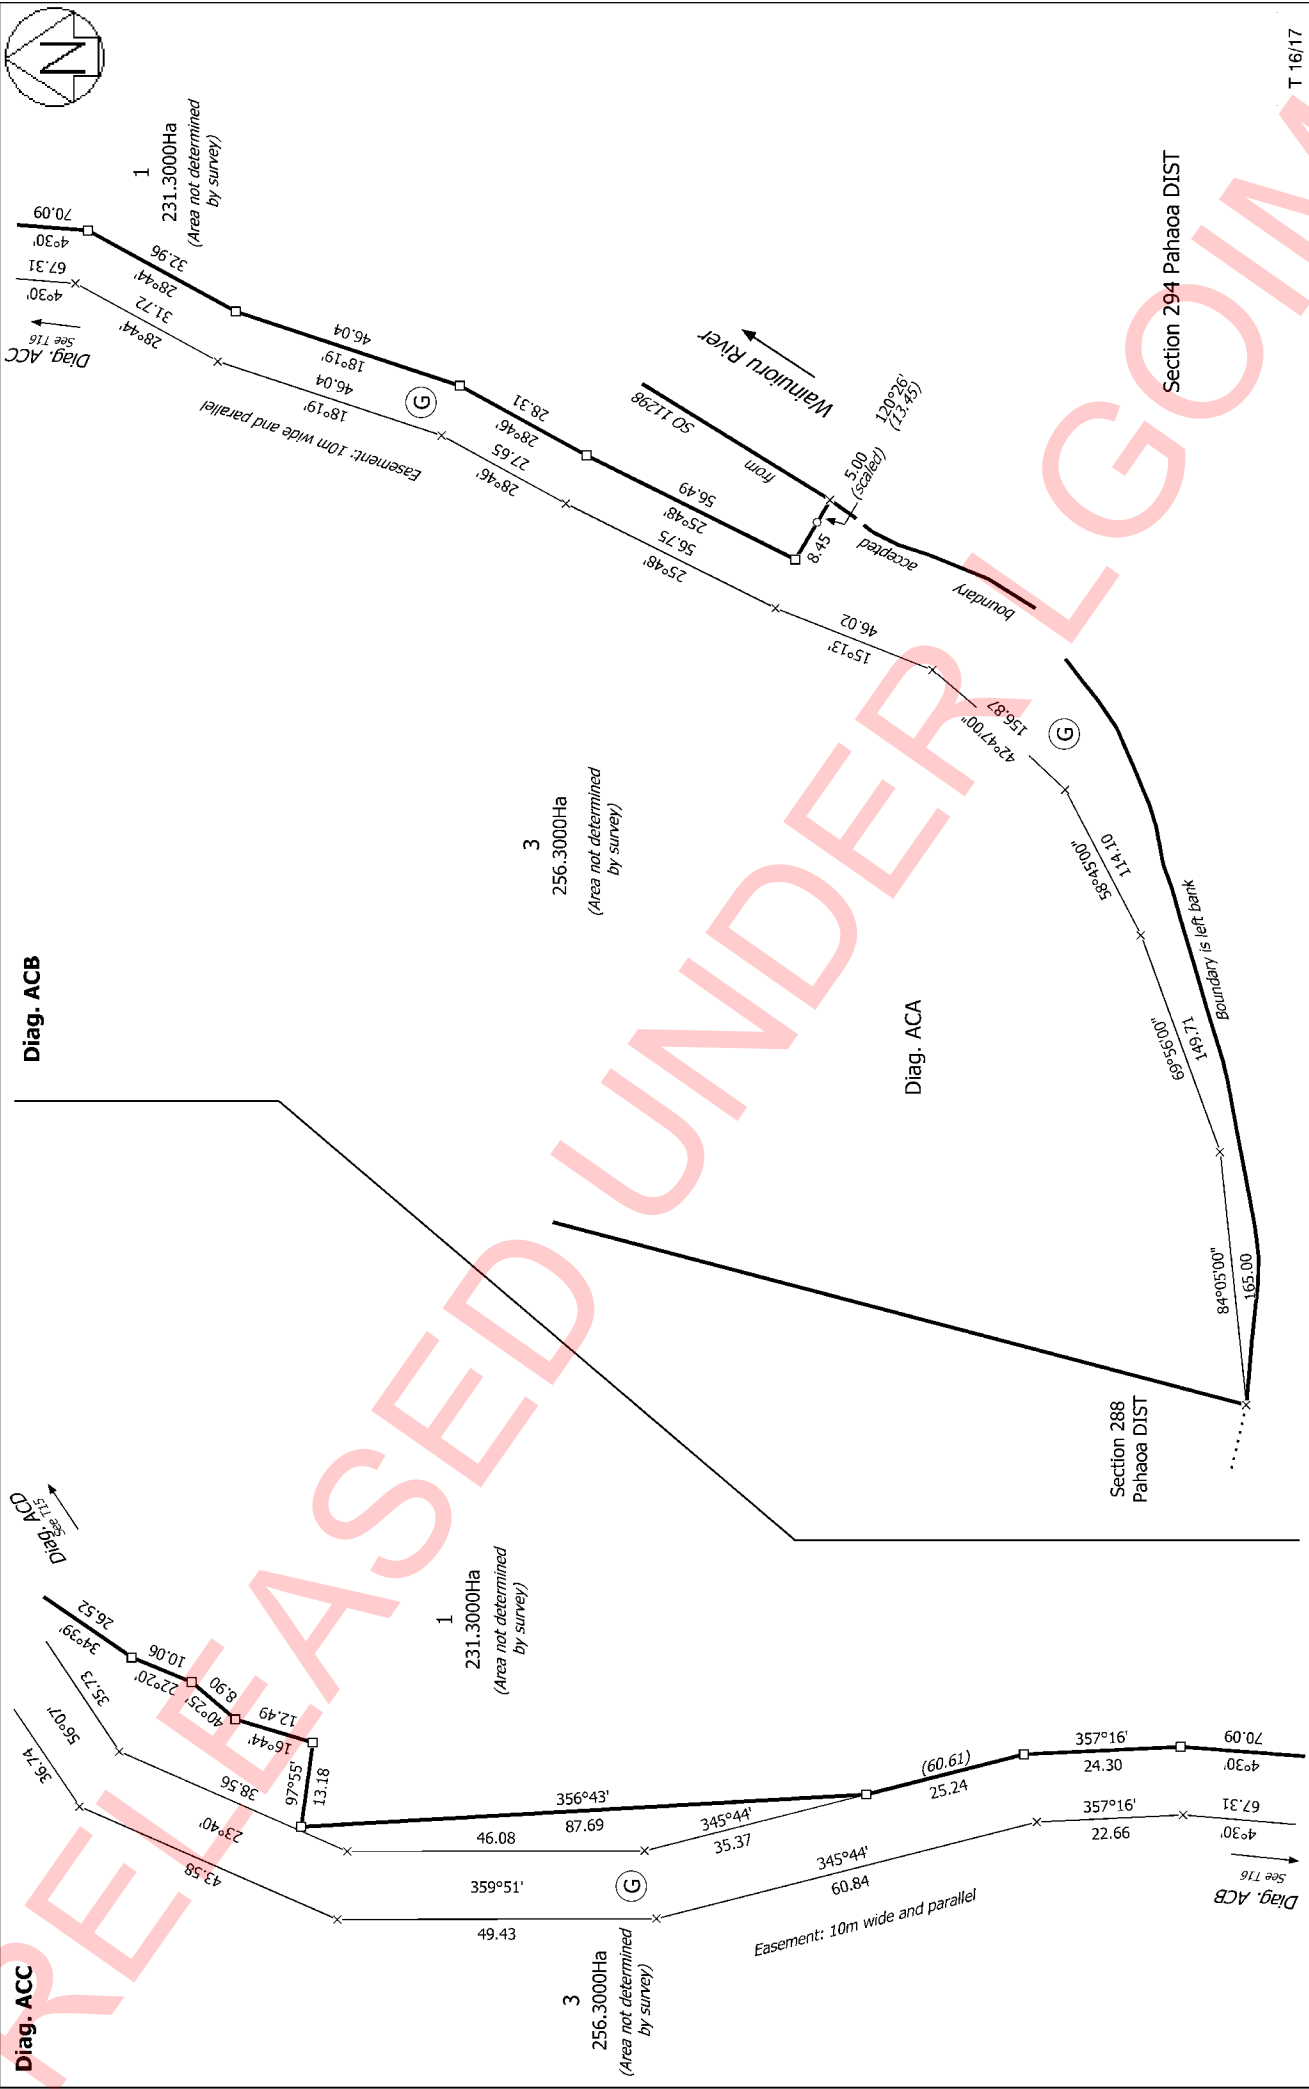 Diag. ACC
Diag. ACD
See T15
34°39'
26.52
22°20'
10.06
40°25'
8.90
16°44'
12.49
97°55'
13.18
36.74
56°07'
35.73
38.56
23°40'
43.58
356°43'
87.69
46.08
359°51'
49.43
G
345°44'
35.37
(60.61)
25.24
345°44'
60.84
357°16'
24.30
357°16'
22.66
70.09
4°30'
67.31
4°30'
Easement: 10m wide and parallel
Diag. ACB
See T16
1
231.3000Ha
(Area not determined
by survey)
3
256.3000Ha
(Area not determined
by survey)
Diag. ACB
N
Diag. ACC
See T16
4°30'
67.31
4°30'
70.09
1
231.3000Ha
(Area not determined
by survey)
28°44'
32.96
28°44'
31.72
18°19'
46.04
18°19'
46.04
G
Easement: 10m wide and parallel
28°46'
28.31
28°46'
27.65
25°48'
56.49
25°48'
56.75
8.45
5.00
(scaled)
120°26'
(13.45)
Wainuioru River
SO 11298
from
accepted
boundary
15°13'
46.02
42°47'00"
156.87
G
58°45'00"
114.10
69°56'00"
149.71
84°05'00"
165.00
Boundary is left bank
3
256.3000Ha
(Area not determined
by survey)
Diag. ACA
Section 288
Pahaoa DIST
Section 294 Pahaoa DIST
T 16/17
RELEASED UNDER LGOIM